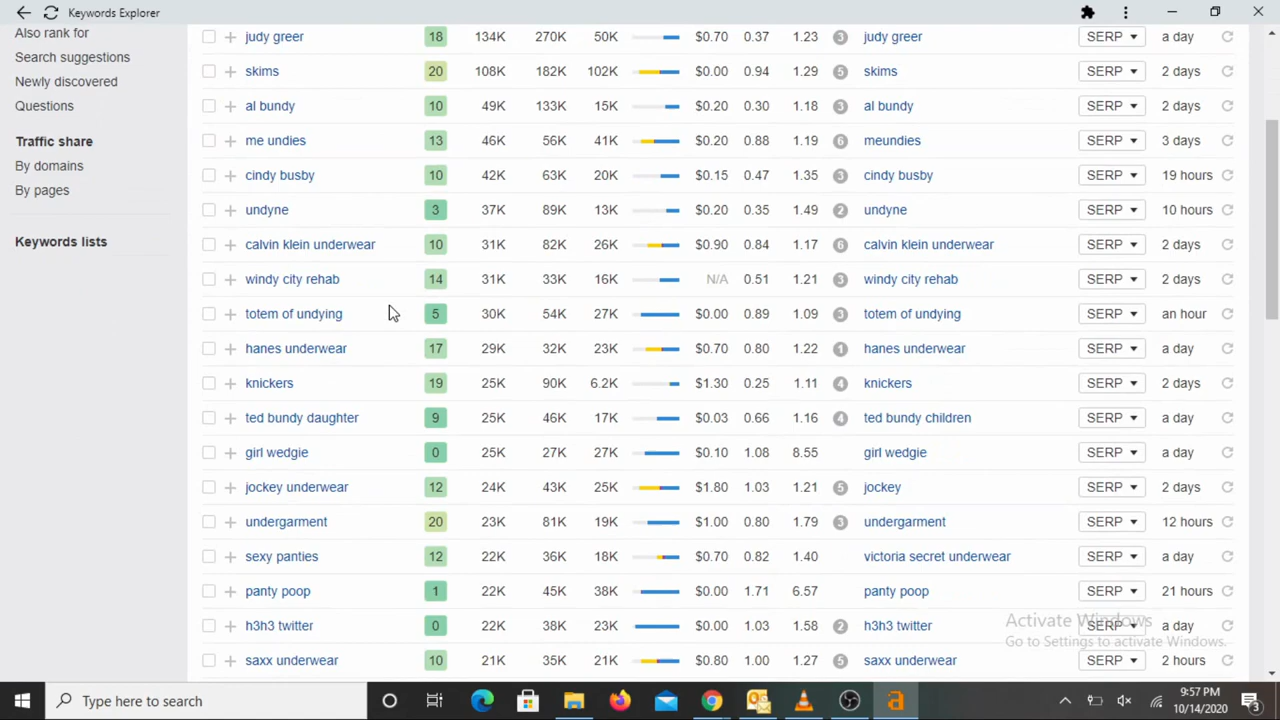 Keywords Explorer
Also rank for
Search suggestions
Newly discovered
Questions
Traffic share
By domains
By pages
Keywords lists
judy greer 18 134K 270K 50K $0.70 0.37 1.23 3 judy greer SERP a day
skims 20 108K 182K 102K $0.00 0.94 1.29 5 skims SERP 2 days
al bundy 10 49K 133K 15K $0.20 0.30 1.18 3 al bundy SERP 2 days
me undies 13 46K 56K 41K $0.20 0.88 1.19 6 meundies SERP 3 days
cindy busby 10 42K 63K 20K $0.15 0.47 1.35 3 cindy busby SERP 19 hours
undyne 3 37K 89K 13K $0.20 0.35 1.49 2 undyne SERP 10 hours
calvin klein underwear 10 31K 82K 26K $0.90 0.84 1.17 6 calvin klein underwear SERP 2 days
windy city rehab 14 31K 33K 16K N/A 0.51 1.21 3 windy city rehab SERP 2 days
totem of undying 5 30K 54K 27K $0.00 0.89 1.09 3 totem of undying SERP an hour
hanes underwear 17 29K 32K 23K $0.70 0.80 1.22 1 hanes underwear SERP a day
knickers 19 25K 90K 6.2K $1.30 0.25 1.11 4 knickers SERP 2 days
ted bundy daughter 9 25K 46K 17K $0.03 0.66 1.16 4 ted bundy children SERP a day
girl wedgie 0 25K 27K 27K $0.10 1.08 8.55 girl wedgie SERP a day
jockey underwear 12 24K 43K 25K $1.80 1.03 1.21 5 jockey SERP 2 days
undergarment 20 23K 81K 19K $1.00 0.80 1.79 3 undergarment SERP 12 hours
sexy panties 12 22K 36K 18K $0.70 0.82 1.40 victoria secret underwear SERP a day
panty poop 1 22K 45K 38K $0.00 1.71 6.57 panty poop SERP 21 hours
h3h3 twitter 0 22K 38K 23K $0.00 1.03 1.58 2 h3h3 twitter SERP a day
saxx underwear 10 21K 35K 21K $0.80 1.00 1.27 5 saxx underwear SERP 2 hours
Activate Windows
Go to Settings to activate Windows.
Type here to search
9:57 PM
10/14/2020
3